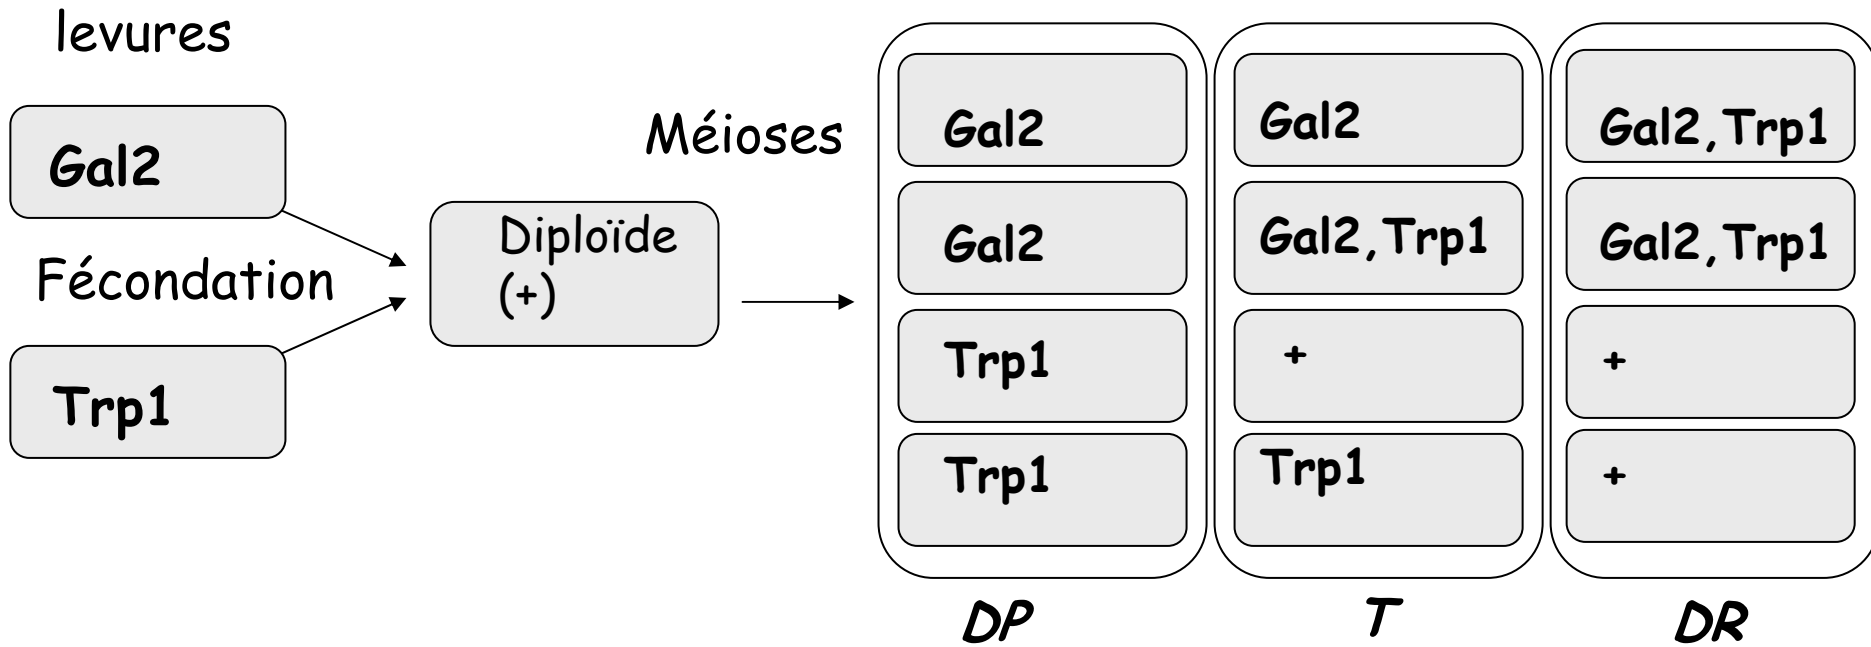 levures
Gal2
Fécondation
Trp1
Diploïde
(+)
Méioses
Gal2
Gal2
Trp1
Trp1
DP
Gal2
Gal2,Trp1
+
Trp1
T
Gal2,Trp1
Gal2,Trp1
+
+
DR